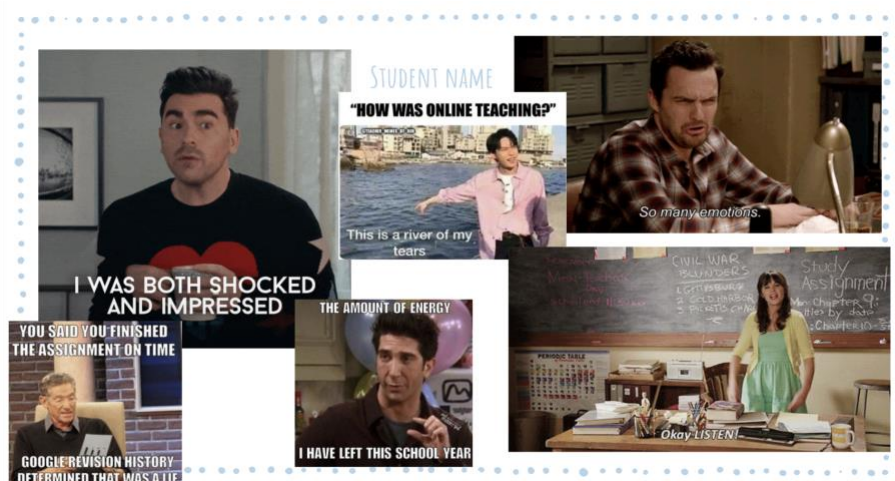 STUDENT NAME
I WAS BOTH SHOCKED
AND IMPRESSED
"HOW WAS ONLINE TEACHING?"
This is a river of my
tears
So many emotions.
YOU SAID YOU FINISHED
THE ASSIGNMENT ON TIME
GOOGLE REVISION HISTORY
DETERMINED THAT WAS A LIE
THE AMOUNT OF ENERGY
I HAVE LEFT THIS SCHOOL YEAR
CIVIL WAR
BLUNDERS
Study
Assignment
PERIODIC TABLE
Okay LISTEN!